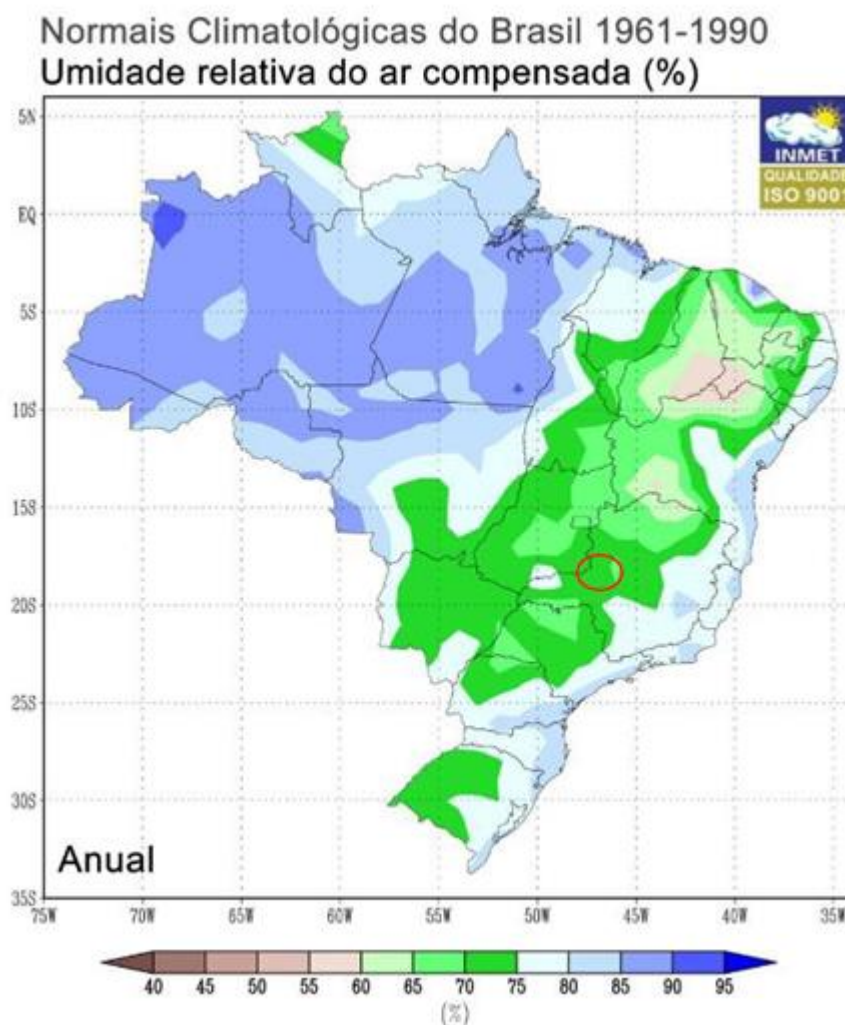 Normais Climatológicas do Brasil 1961-1990
Umidade relativa do ar compensada (%)
INMET
QUALIDADE
ISO 9001
5N
EQ
5S
10S
15S
20S
25S
30S
35S
Anual
75W 70W 65W 60W 55W 50W 45W 40W 35W
40 45 50 55 60 65 70 75 80 85 90 95
(%)